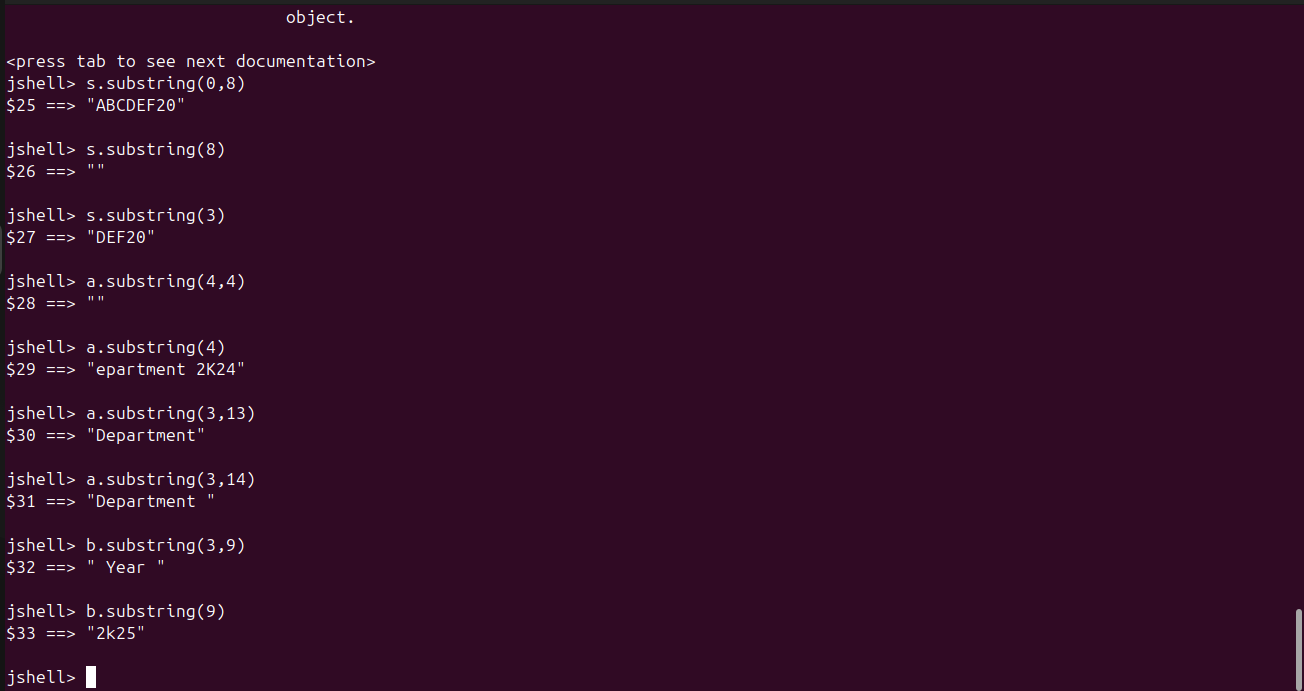 object.
<press tab to see next documentation>
jshell> s.substring(0,8)
$25 ==> "ABCDEF20"
jshell> s.substring(8)
$26 ==> ""
jshell> s.substring(3)
$27 ==> "DEF20"
jshell> a.substring(4,4)
$28 ==> ""
jshell> a.substring(4)
$29 ==> "epartment 2K24"
jshell> a.substring(3,13)
$30 ==> "Department"
jshell> a.substring(3,14)
$31 ==> "Department "
jshell> b.substring(3,9)
$32 ==> " Year "
jshell> b.substring(9)
$33 ==> "2k25"
jshell>